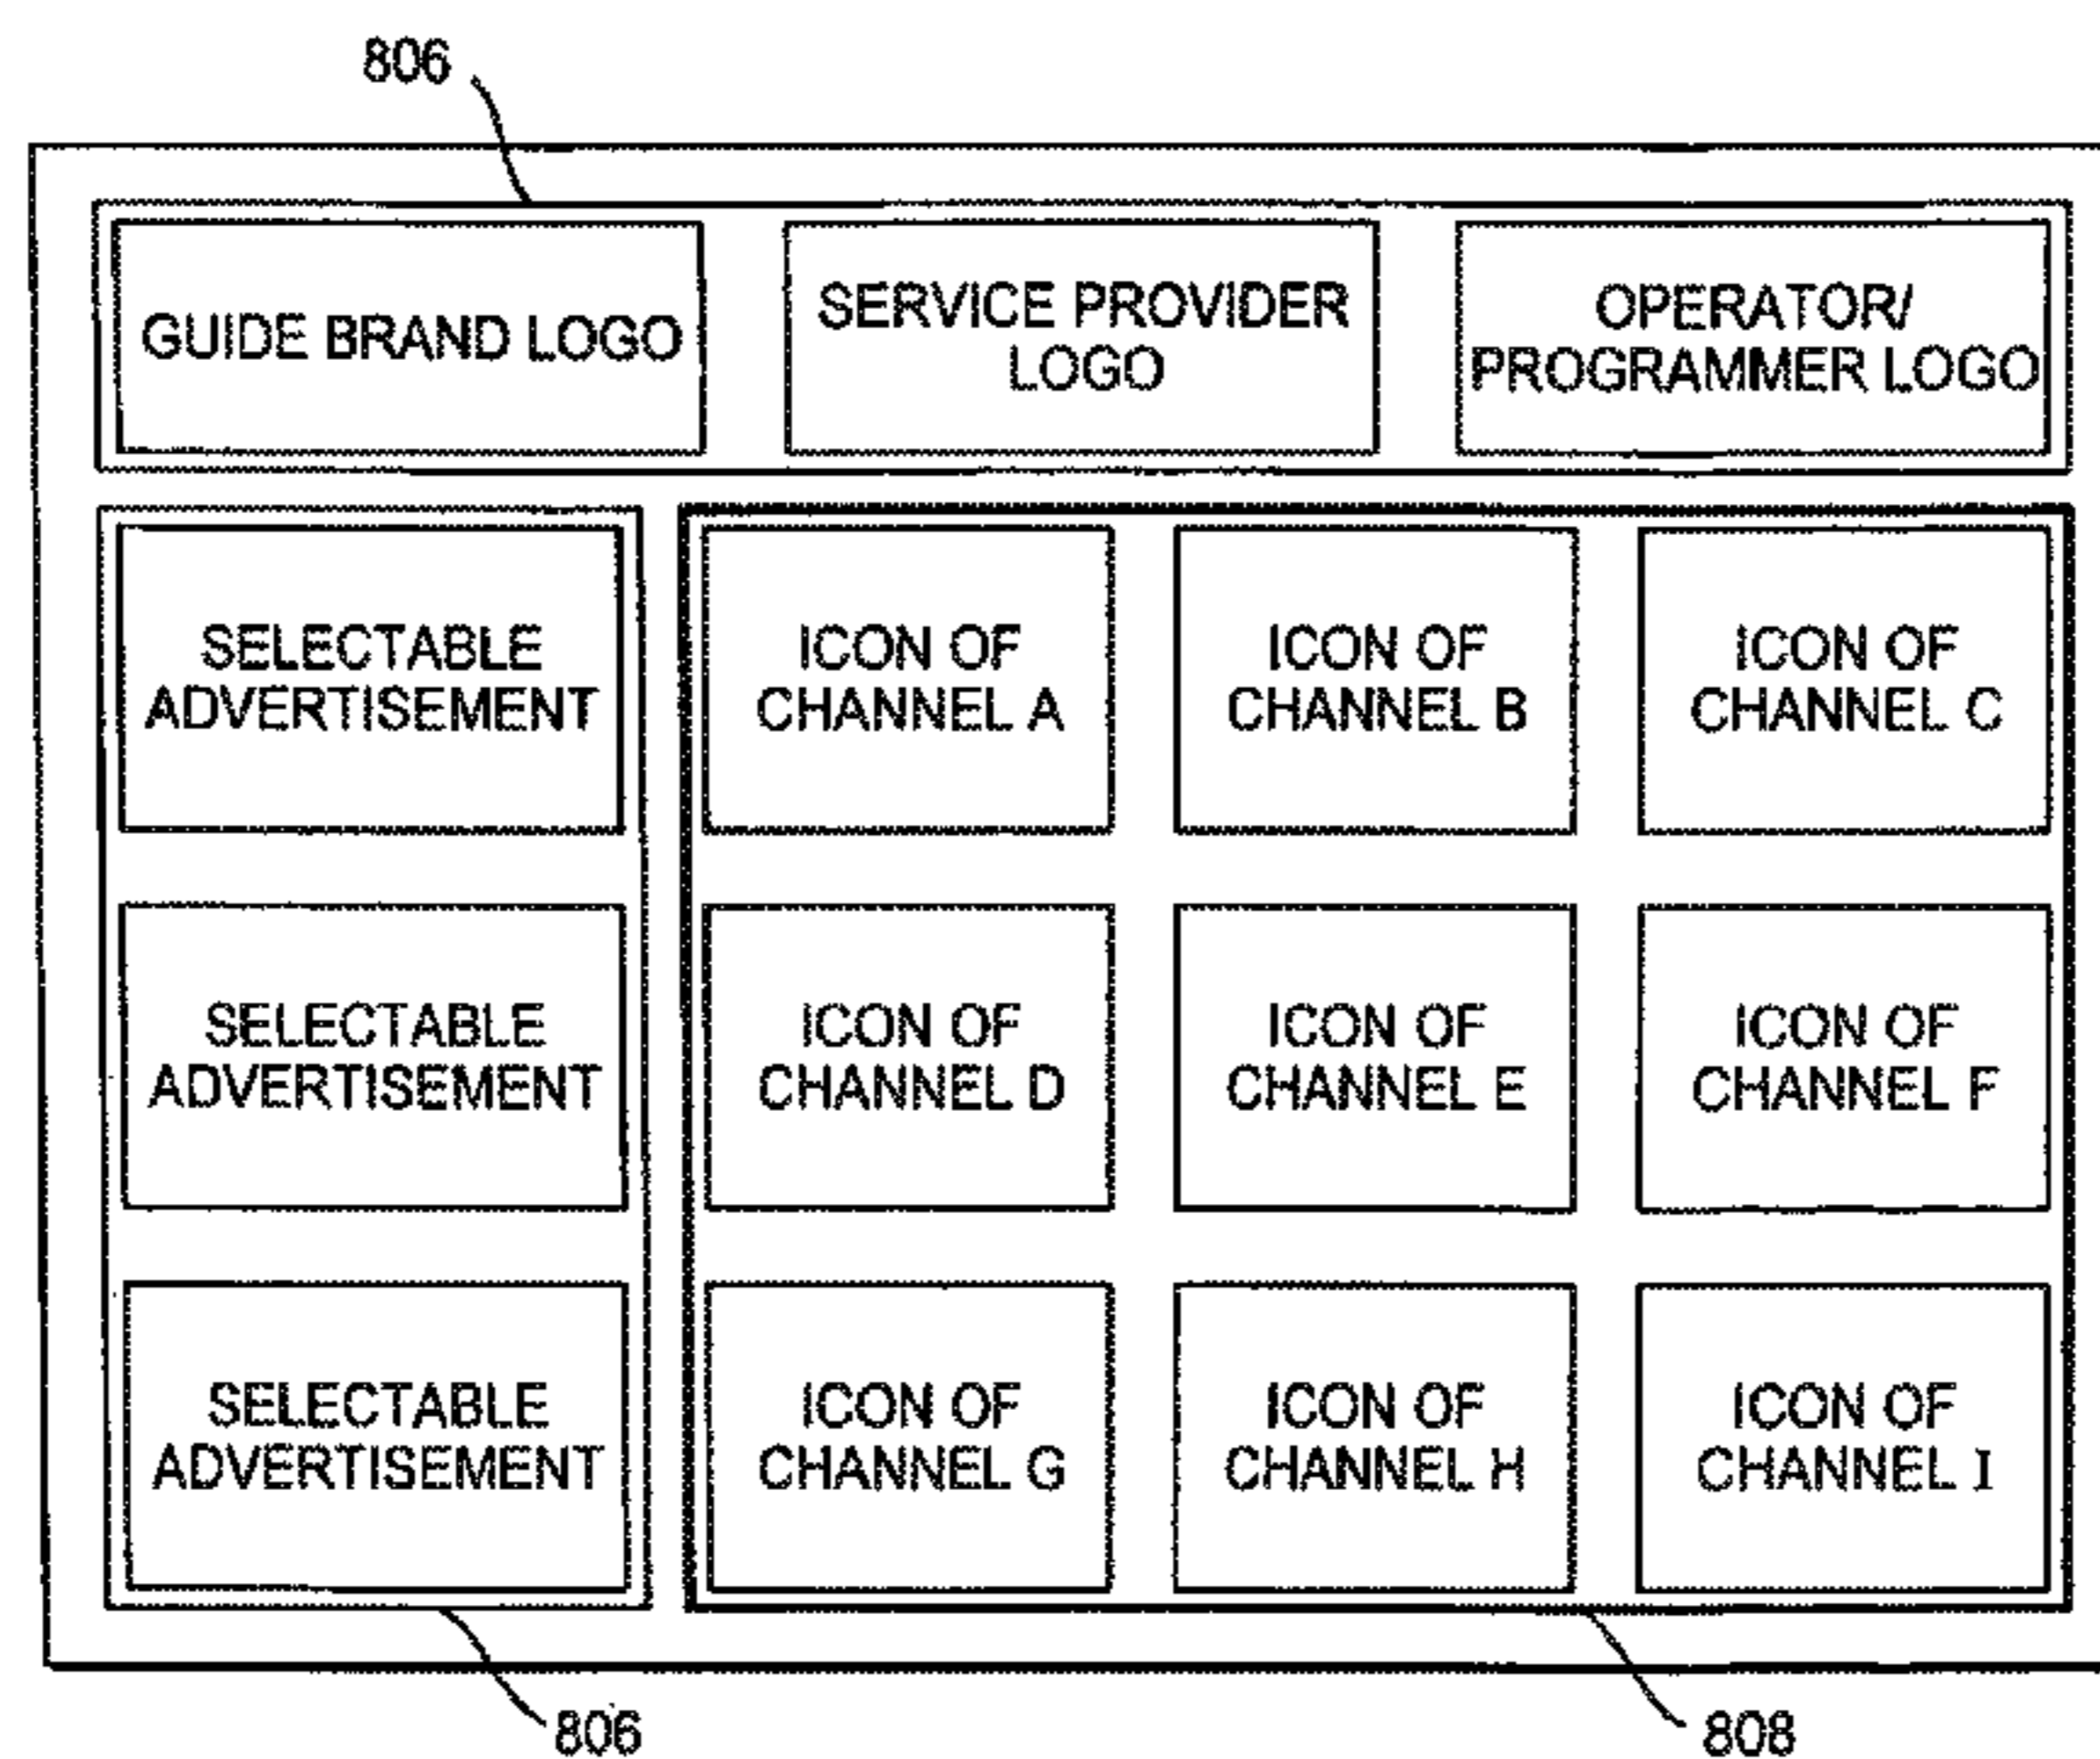 806
GUIDE BRAND LOGO
SERVICE PROVIDER
LOGO
OPERATOR/
PROGRAMMER LOGO
SELECTABLE
ADVERTISEMENT
ICON OF
CHANNEL A
ICON OF
CHANNEL B
ICON OF
CHANNEL C
SELECTABLE
ADVERTISEMENT
ICON OF
CHANNEL D
ICON OF
CHANNEL E
ICON OF
CHANNEL F
SELECTABLE
ADVERTISEMENT
ICON OF
CHANNEL G
ICON OF
CHANNEL H
ICON OF
CHANNEL I
806
808